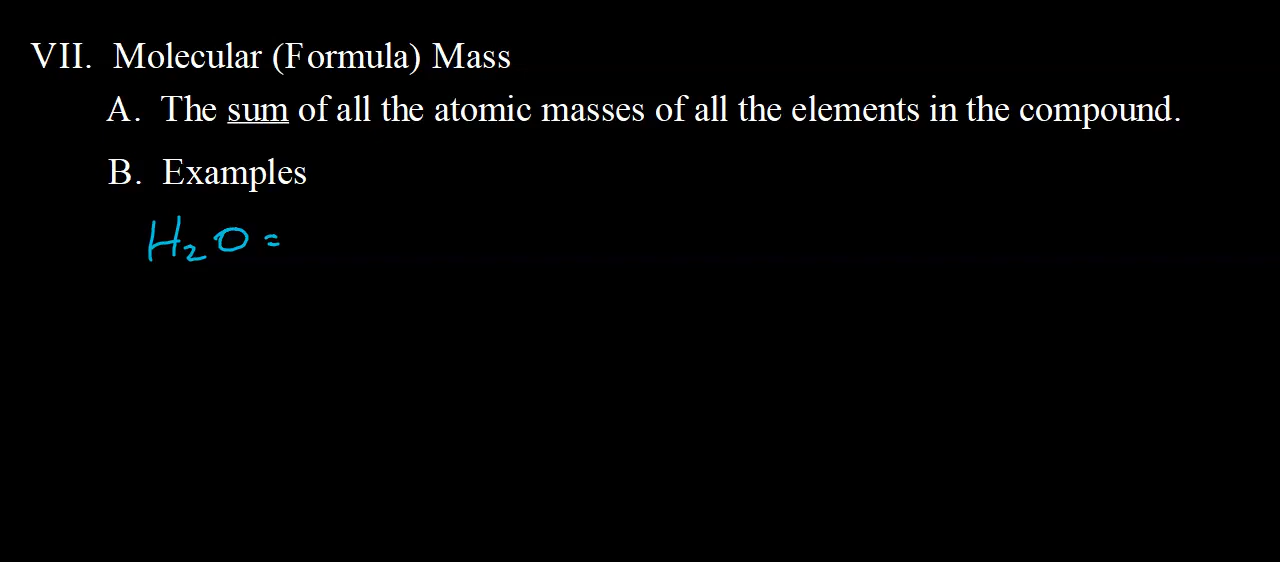 VII. Molecular (Formula) Mass
A. The sum of all the atomic masses of all the elements in the compound.
B. Examples
H₂O =